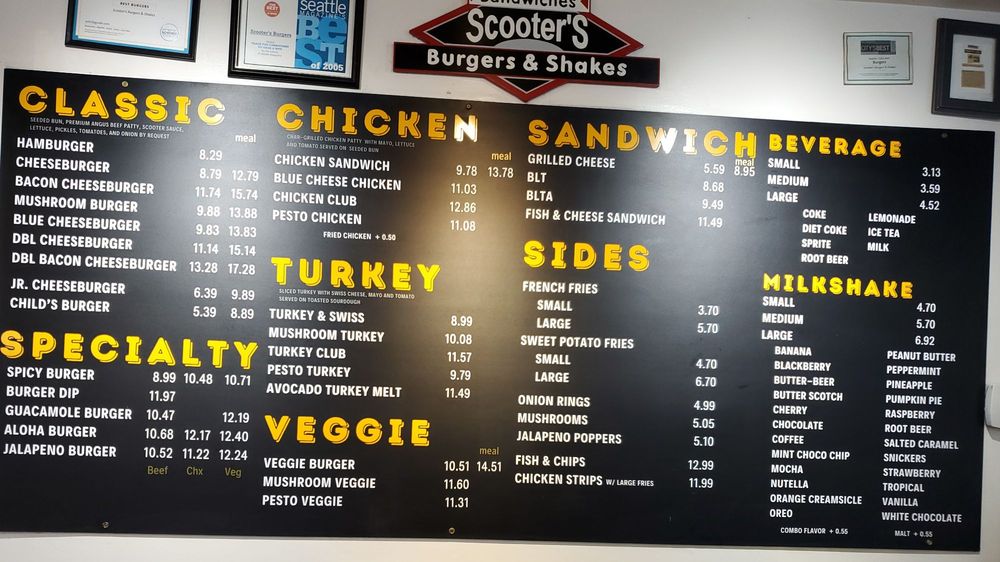 BEST BURGERS
Scooter's Burgers & Shakes
seattle
MAGAZINE'S
BEST
of 2005
Scooter's Burgers
Sandwiches
Scooter's
Burgers & Shakes
CITY'S BEST
Burgers
CLASSIC
SEEDED BUN, PREMIUM ANGUS BEEF PATTY, SCOOTER SAUCE,
LETTUCE, PICKLES, TOMATOES, AND ONION BY REQUEST
meal
HAMBURGER 8.29
CHEESEBURGER 8.79 12.79
BACON CHEESEBURGER 11.74 15.74
MUSHROOM BURGER 9.88 13.88
BLUE CHEESEBURGER 9.83 13.83
DBL CHEESEBURGER 11.14 15.14
DBL BACON CHEESEBURGER 13.28 17.28
JR. CHEESEBURGER 6.39 9.89
CHILD'S BURGER 5.39 8.89
SPECIALTY
SPICY BURGER 8.99 10.48 10.71
BURGER DIP 11.97
GUACAMOLE BURGER 10.47 12.19
ALOHA BURGER 10.68 12.17 12.40
JALAPENO BURGER 10.52 11.22 12.24
Beef Chx Veg
CHICKEN
CHAR-GRILLED CHICKEN PATTY WITH MAYO, LETTUCE
AND TOMATO SERVED ON SEEDED BUN
meal
CHICKEN SANDWICH 9.78 13.78
BLUE CHEESE CHICKEN 11.03
CHICKEN CLUB 12.86
PESTO CHICKEN 11.08
FRIED CHICKEN + 0.50
TURKEY
SLICED TURKEY WITH SWISS CHEESE, MAYO AND TOMATO
SERVED ON TOASTED SOURDOUGH
TURKEY & SWISS 8.99
MUSHROOM TURKEY 10.08
TURKEY CLUB 11.57
PESTO TURKEY 9.79
AVOCADO TURKEY MELT 11.49
VEGGIE
meal
VEGGIE BURGER 10.51 14.51
MUSHROOM VEGGIE 11.60
PESTO VEGGIE 11.31
SANDWICH
meal
GRILLED CHEESE 5.59 8.95
BLT 8.68
BLTA 9.49
FISH & CHEESE SANDWICH 11.49
SIDES
FRENCH FRIES
SMALL 3.70
LARGE 5.70
SWEET POTATO FRIES
SMALL 4.70
LARGE 6.70
ONION RINGS 4.99
MUSHROOMS 5.05
JALAPENO POPPERS 5.10
FISH & CHIPS 12.99
CHICKEN STRIPS W/ LARGE FRIES 11.99
BEVERAGE
SMALL 3.13
MEDIUM 3.59
LARGE 4.52
COKE LEMONADE
DIET COKE ICE TEA
SPRITE MILK
ROOT BEER
MILKSHAKE
SMALL 4.70
MEDIUM 5.70
LARGE 6.92
BANANA PEANUT BUTTER
BLACKBERRY PEPPERMINT
BUTTER-BEER PINEAPPLE
BUTTER SCOTCH PUMPKIN PIE
CHERRY RASPBERRY
CHOCOLATE ROOT BEER
COFFEE SALTED CARAMEL
MINT CHOCO CHIP SNICKERS
MOCHA STRAWBERRY
NUTELLA TROPICAL
ORANGE CREAMSICLE VANILLA
OREO WHITE CHOCOLATE
COMBO FLAVOR + 0.55 MALT + 0.55